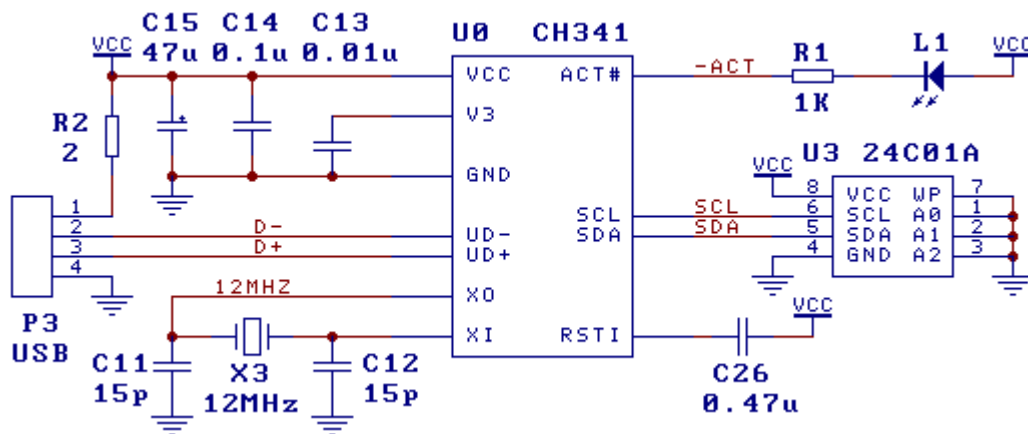 C15 C14 C13
VCC 47u 0.1u 0.01u
U0 CH341
VCC ACT#
-ACT
R1
1K
L1
VCC
V3
R2
2
GND
U3 24C01A
VCC
8 VCC WP 7
SCL SCL 6 SCL A0 1
SDA SDA 5 SDA A1 2
4 GND A2 3
1
2 D- UD-
3 D+ UD+
4
12MHZ XO
XI RSTI
VCC
P3
USB
C11
15p
X3
12MHz
C12
15p
C26
0.47u